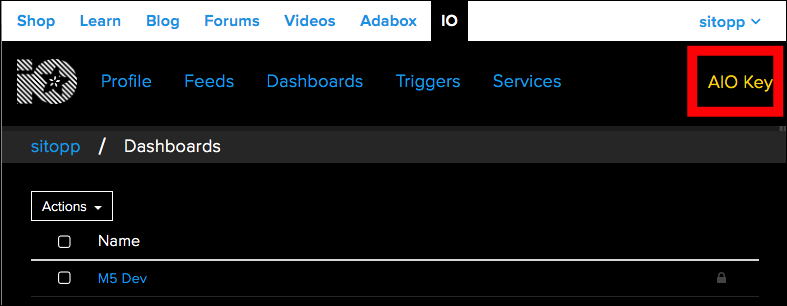 Shop Learn Blog Forums Videos Adabox IO sitopp
IO Profile Feeds Dashboards Triggers Services AIO Key
sitopp / Dashboards
Actions
Name
M5 Dev